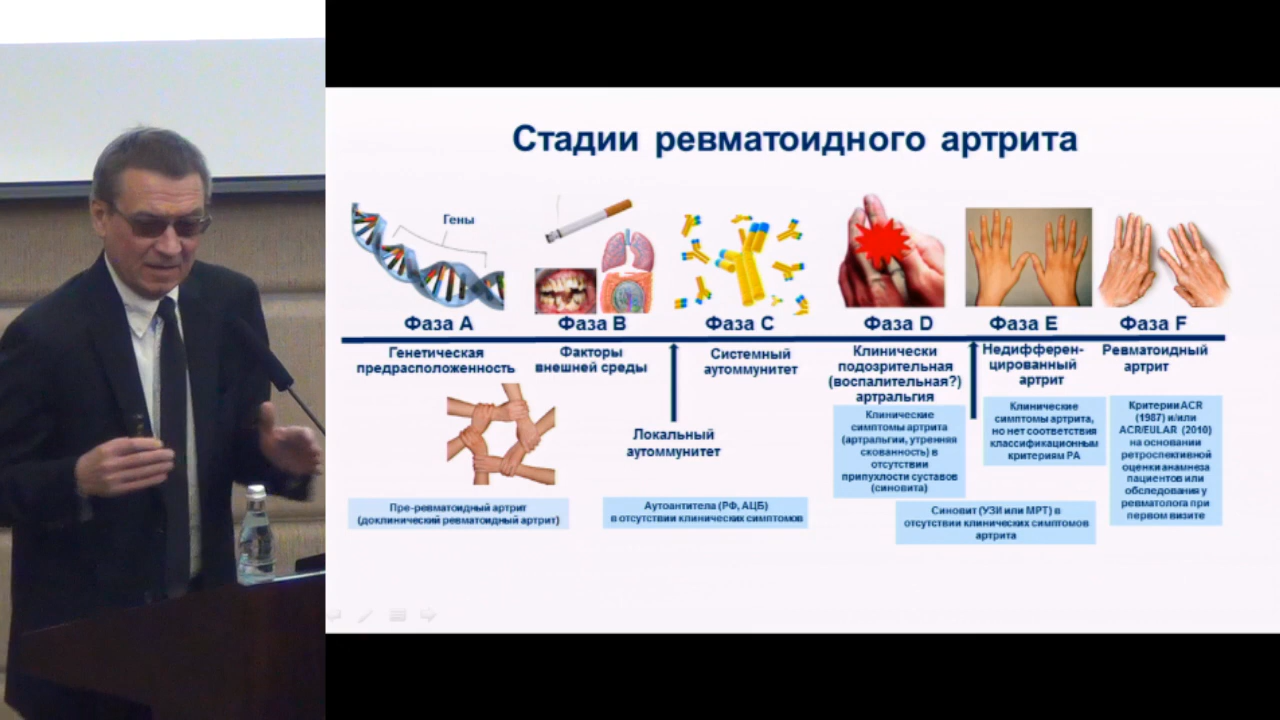 Стадии ревматоидного артрита
Гены
Фаза A
Фаза B
Фаза C
Фаза D
Фаза E
Фаза F
Генетическая
предрасположенность
Факторы
внешней среды
Системный
аутоммунитет
Клинически
подозрительная
(воспалительная?)
артральгия
Недифферен-
цированный
артрит
Ревматоидный
артрит
Локальный
аутоммунитет
Клинические
симптомы артрита
(артральгии, утренняя
скованность) в
отсутствии
припухлости суставов
(синовита)
Клинические
симптомы артрита,
но нет соответствия
классификационным
критериям РА
Критерии ACR
(1987) и/или
ACR/EULAR (2010)
на основании
ретроспективной
оценки анамнеза
пациентов или
обследования у
ревматолога при
первом визите
Пре-ревматоидный артрит
(доклинический ревматоидный артрит)
Аутоантитела (РФ, АЦБ)
в отсутствии клинических симптомов
Синовит (УЗИ или МРТ) в
отсутствии клинических симптомов
артрита